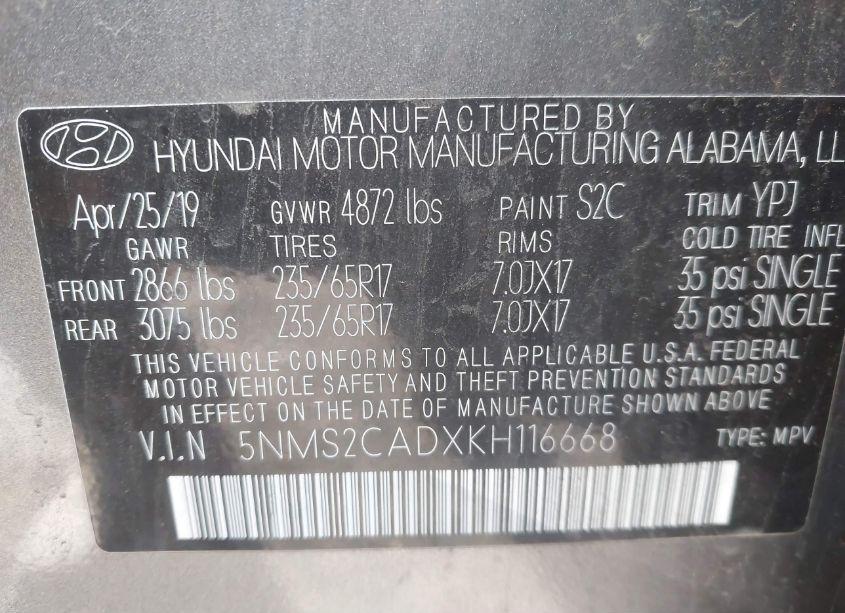 MANUFACTURED BY
HYUNDAI MOTOR MANUFACTURING ALABAMA, LL
Apr/25/19 GVWR 4872 lbs PAINT S2C TRIM YPJ
GAWR TIRES RIMS COLD TIRE INFL
FRONT 2866 lbs 235/65R17 7.0JX17 35 psi SINGLE
REAR 3075 lbs 235/65R17 7.0JX17 35 psi SINGLE
THIS VEHICLE CONFORMS TO ALL APPLICABLE U.S.A. FEDERAL
MOTOR VEHICLE SAFETY AND THEFT PREVENTION STANDARDS
IN EFFECT ON THE DATE OF MANUFACTURE SHOWN ABOVE.
V.I.N 5NMS2CADXKH116668 TYPE: MPV